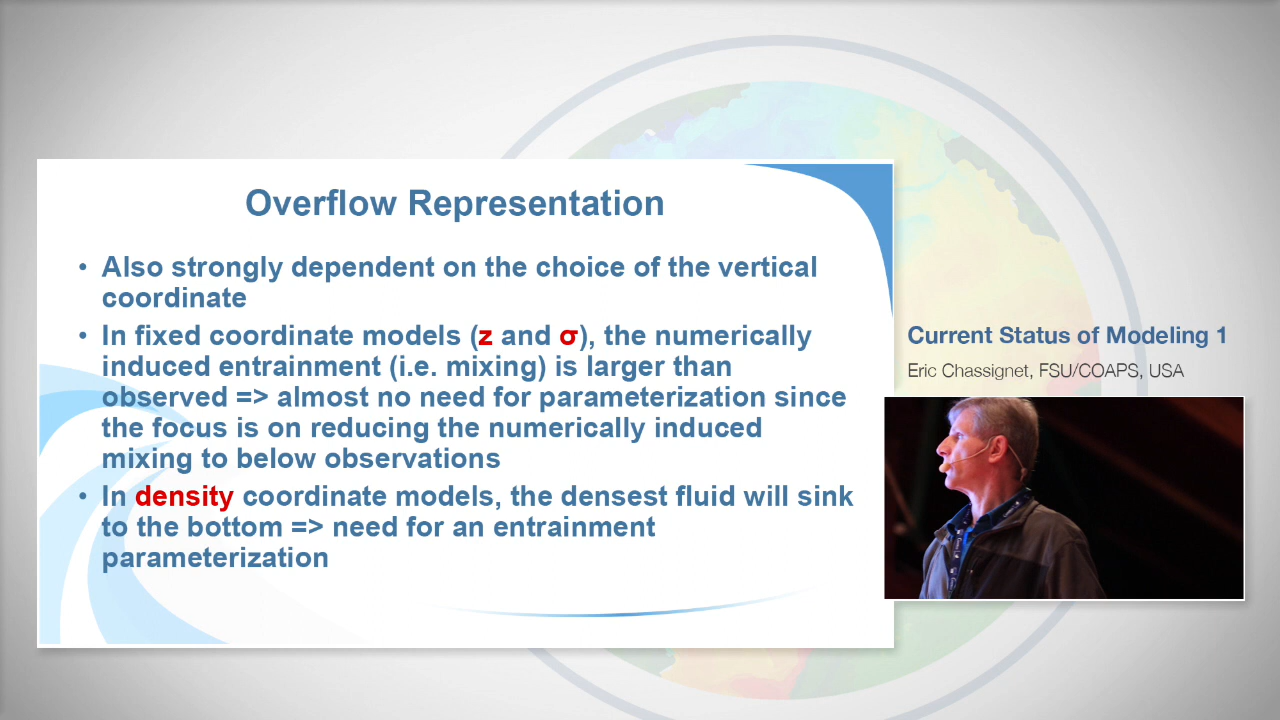 Overflow Representation
• Also strongly dependent on the choice of the vertical
coordinate
• In fixed coordinate models (z and σ), the numerically
induced entrainment (i.e. mixing) is larger than
observed => almost no need for parameterization since
the focus is on reducing the numerically induced
mixing to below observations
• In density coordinate models, the densest fluid will sink
to the bottom => need for an entrainment
parameterization
Current Status of Modeling 1
Eric Chassignet, FSU/COAPS, USA